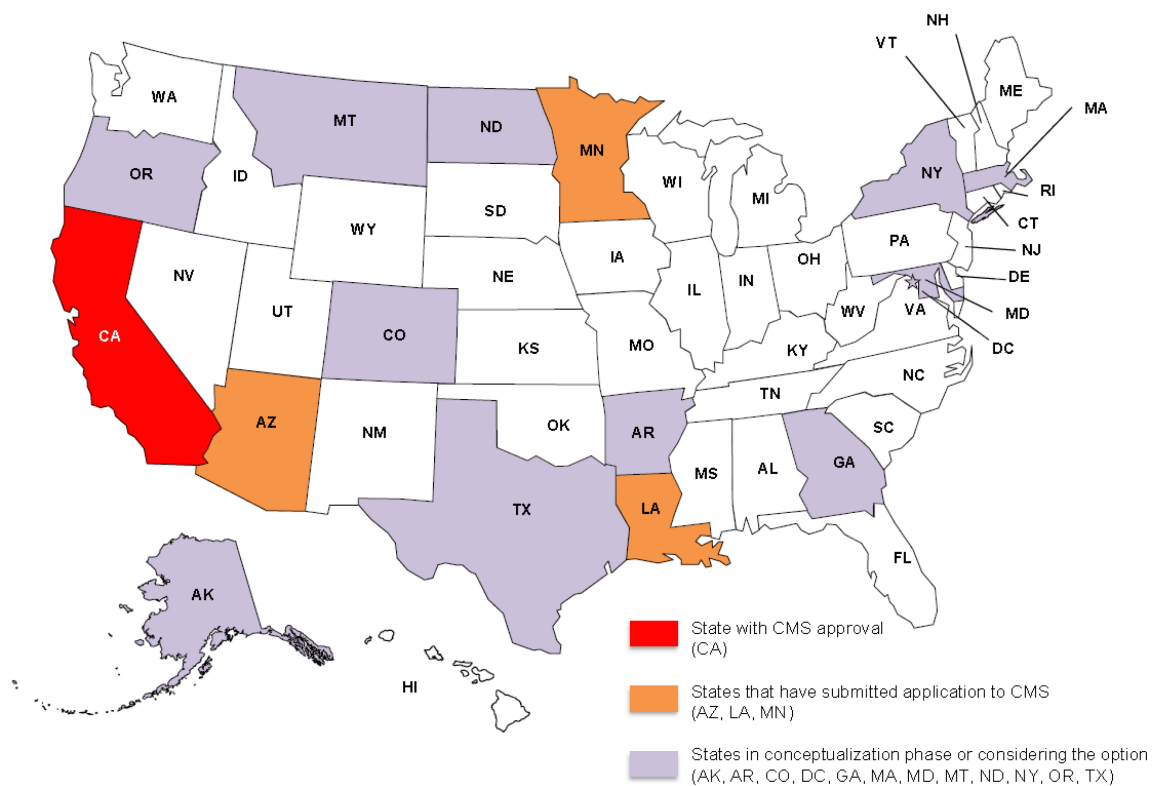 NH
VT
ME
WA
MA
MT
ND
MN
OR
NY
ID
WI
MI
RI
SD
WY
CT
PA
NJ
IA
OH
NV
NE
DE
IN
IL
UT
WV
VA
MD
CA
CO
MO
KS
KY
DC
NC
TN
AZ
OK
NM
AR
SC
GA
MS
AL
LA
TX
FL
AK
HI
State with CMS approval
(CA)
States that have submitted application to CMS
(AZ, LA, MN)
States in conceptualization phase or considering the option
(AK, AR, CO, DC, GA, MA, MD, MT, ND, NY, OR, TX)